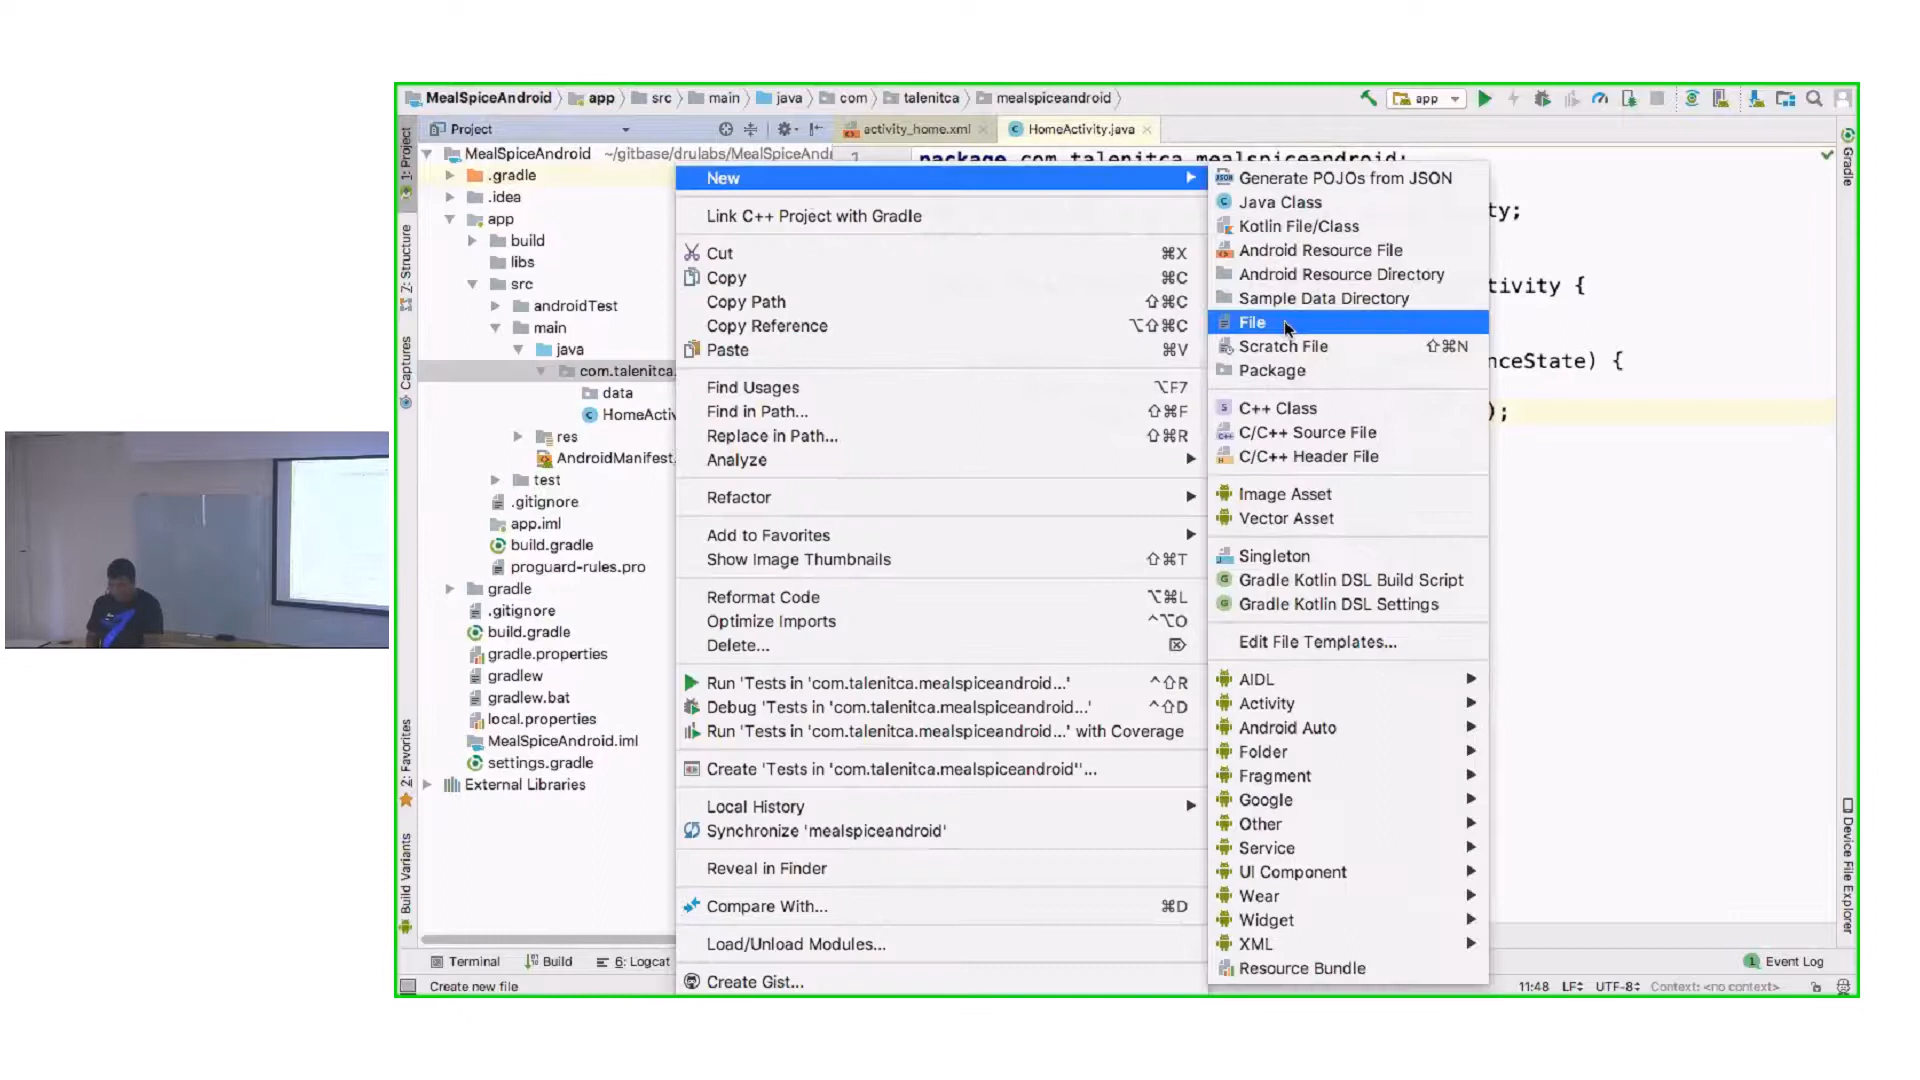 MealSpiceAndroid app src main java com talenitca mealspiceandroid app
1: Project
Project
activity_home.xml HomeActivity.java
Gradle
MealSpiceAndroid ~/gitbase/drulabs/MealSpiceAndr
1 package com.talenitca.mealspiceandroid;
.gradle
.idea
app
build
libs
src
androidTest
main
java
com.talenitca.
data
HomeActiv
res
AndroidManifest.
test
.gitignore
app.iml
build.gradle
proguard-rules.pro
gradle
.gitignore
build.gradle
gradle.properties
gradlew
gradlew.bat
local.properties
MealSpiceAndroid.iml
settings.gradle
External Libraries
Z: Structure
Captures
2: Favorites
Build Variants
New
Link C++ Project with Gradle
Cut ⌘X
Copy ⌘C
Copy Path ⇧⌘C
Copy Reference ⌥⇧⌘C
Paste ⌘V
Find Usages ⌥F7
Find in Path... ⇧⌘F
Replace in Path... ⇧⌘R
Analyze
Refactor
Add to Favorites
Show Image Thumbnails ⇧⌘T
Reformat Code ⌥⌘L
Optimize Imports ^⌥O
Delete... ⌦
Run 'Tests in 'com.talenitca.mealspiceandroid...' ^⇧R
Debug 'Tests in 'com.talenitca.mealspiceandroid...' ^⇧D
Run 'Tests in 'com.talenitca.mealspiceandroid...' with Coverage
Create 'Tests in 'com.talenitca.mealspiceandroid''...
Local History
Synchronize 'mealspiceandroid'
Reveal in Finder
Compare With... ⌘D
Load/Unload Modules...
Create Gist...
JSON Generate POJOs from JSON
C Java Class
Kotlin File/Class
Android Resource File
Android Resource Directory
Sample Data Directory
File
Scratch File ⇧⌘N
Package
S C++ Class
C++ C/C++ Source File
H C/C++ Header File
Image Asset
Vector Asset
Singleton
G Gradle Kotlin DSL Build Script
G Gradle Kotlin DSL Settings
Edit File Templates...
AIDL
Activity
Android Auto
Folder
Fragment
Google
Other
Service
UI Component
Wear
Widget
XML
Resource Bundle
ty;
tivity {
nceState) {
);
Device File Explorer
Terminal Build 6: Logcat 1 Event Log
Create new file 11:48 LF UTF-8 Context: <no context>